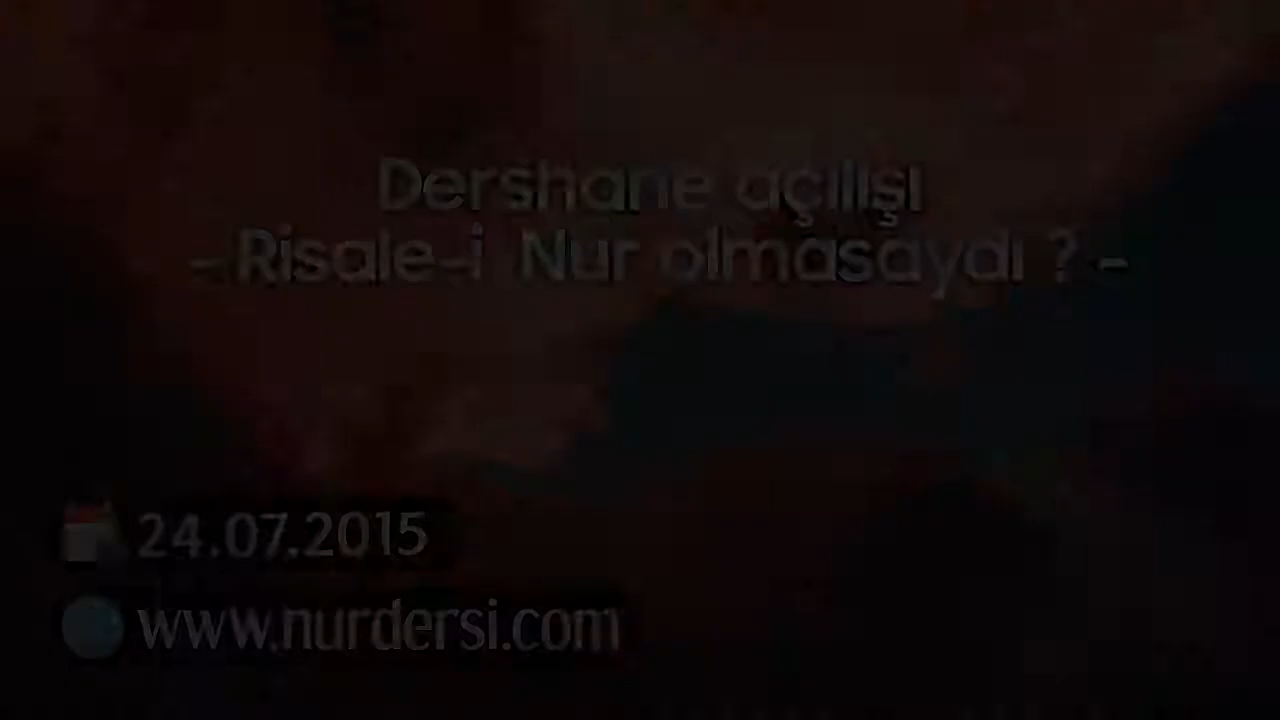 Dershane açılışı
- Risale-i Nur olmasaydı ? -
24.07.2015
www.nurdersi.com